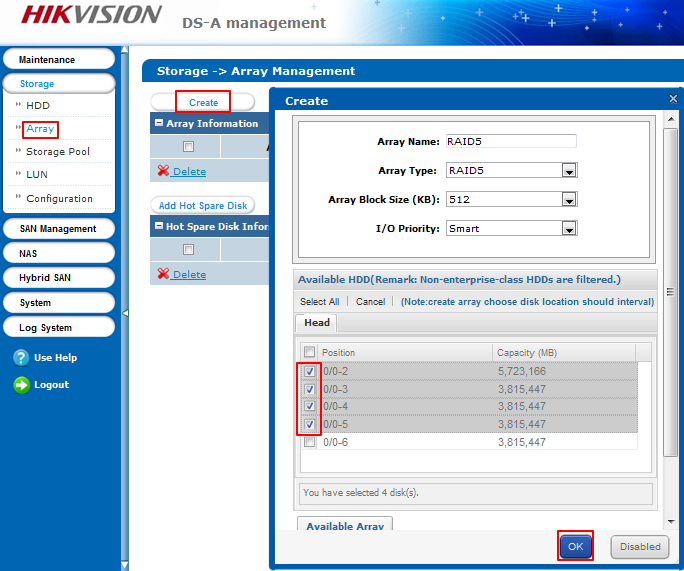 HIKVISION
DS-A management
Maintenance
Storage
HDD
Array
Storage Pool
LUN
Configuration
SAN Management
NAS
Hybrid SAN
System
Log System
Use Help
Logout
Storage -> Array Management
Create
Array Information
Delete
Add Hot Spare Disk
Hot Spare Disk Infor
Delete
Create
Array Name: RAID5
Array Type: RAID5
Array Block Size (KB): 512
I/O Priority: Smart
Available HDD(Remark: Non-enterprise-class HDDs are filtered.)
Select All | Cancel | (Note:create array choose disk location should interval)
Head
Position Capacity (MB)
0/0-2 5,723,166
0/0-3 3,815,447
0/0-4 3,815,447
0/0-5 3,815,447
0/0-6 3,815,447
You have selected 4 disk(s).
Available Array
OK Disabled